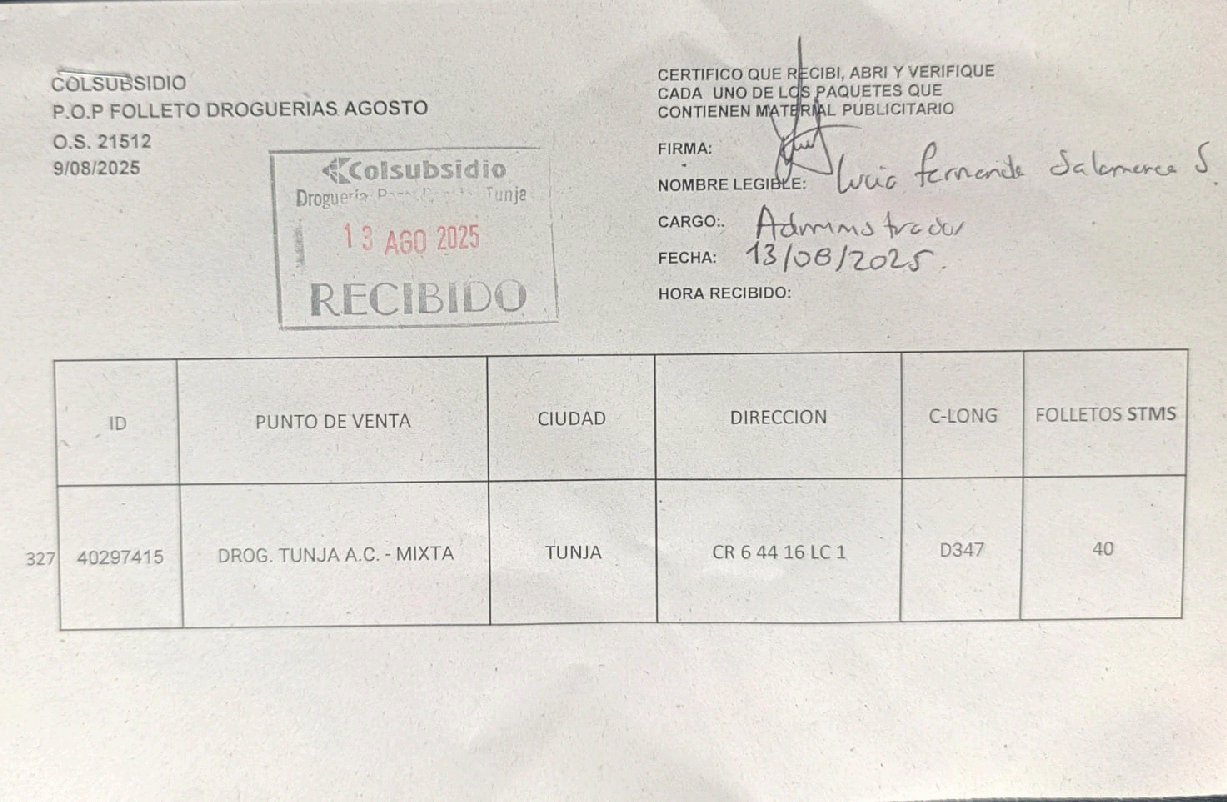 COLSUBSIDIO
P.O.P FOLLETO DROGUERIAS AGOSTO
O.S. 21512
9/08/2025
Colsubsidio
Droguería Tunja
13 AGO 2025
RECIBIDO
CERTIFICO QUE RECIBI, ABRI Y VERIFIQUE
CADA UNO DE LOS PAQUETES QUE
CONTIENEN MATERIAL PUBLICITARIO
FIRMA:
NOMBRE LEGIBLE: Lucia Fernanda Salamanca S.
CARGO:. Administrador
FECHA: 13/08/2025.
HORA RECIBIDO:
ID PUNTO DE VENTA CIUDAD DIRECCION C-LONG FOLLETOS STMS
327 40297415 DROG. TUNJA A.C. - MIXTA TUNJA CR 6 44 16 LC 1 D347 40